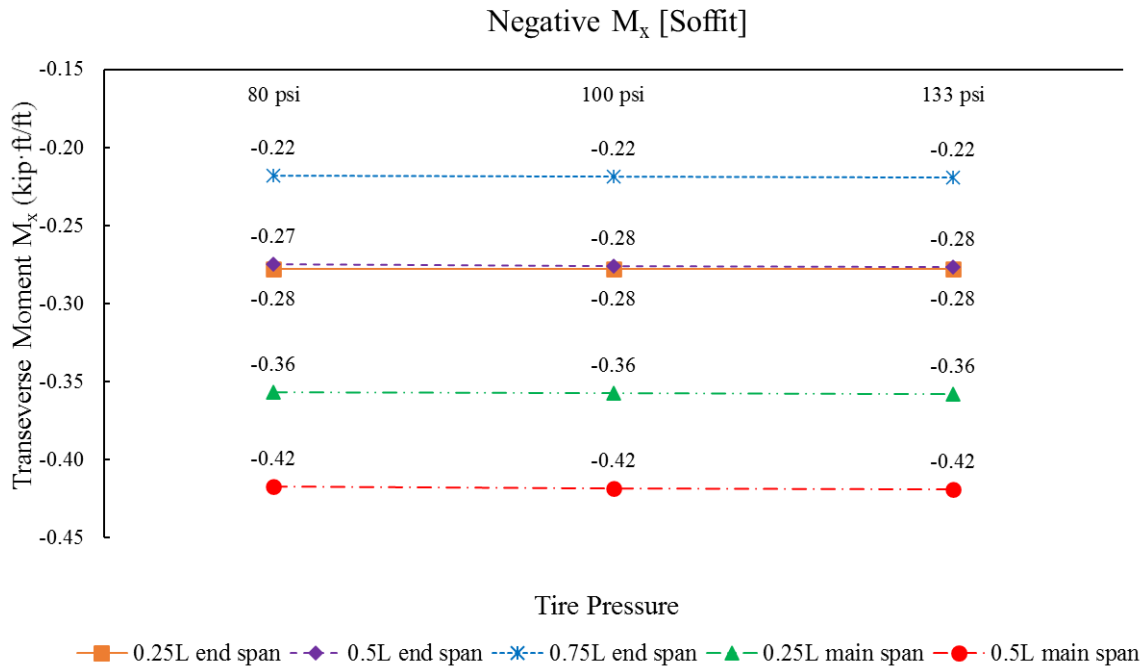 Negative Mx [Soffit]
-0.15
80 psi 100 psi 133 psi
-0.20
-0.22 -0.22 -0.22
-0.25
-0.27 -0.28 -0.28
-0.30
-0.28 -0.28 -0.28
-0.35
-0.36 -0.36 -0.36
-0.40
-0.42 -0.42 -0.42
-0.45
Transeverse Moment Mx (kip·ft/ft)
Tire Pressure
0.25L end span 0.5L end span 0.75L end span 0.25L main span 0.5L main span